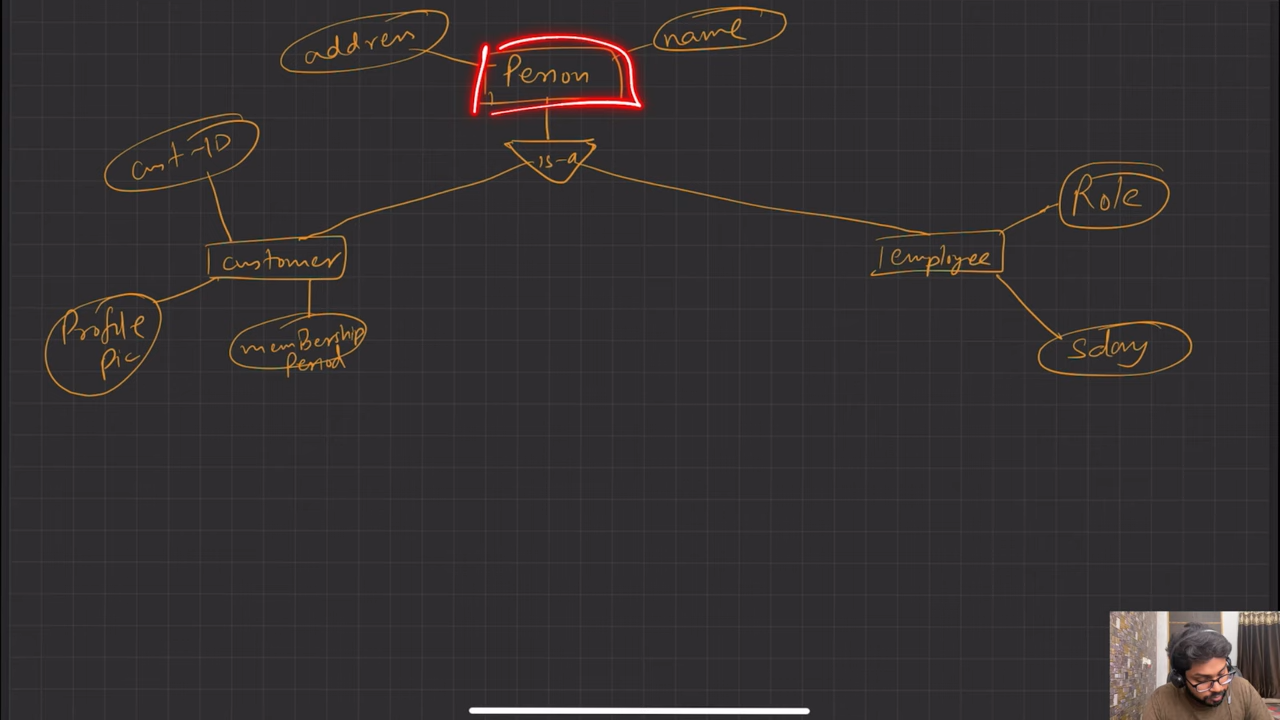 address
name
Person
is-a
cust-ID
Role
customer
employee
Profile
Pic
memBership
Period
Salary